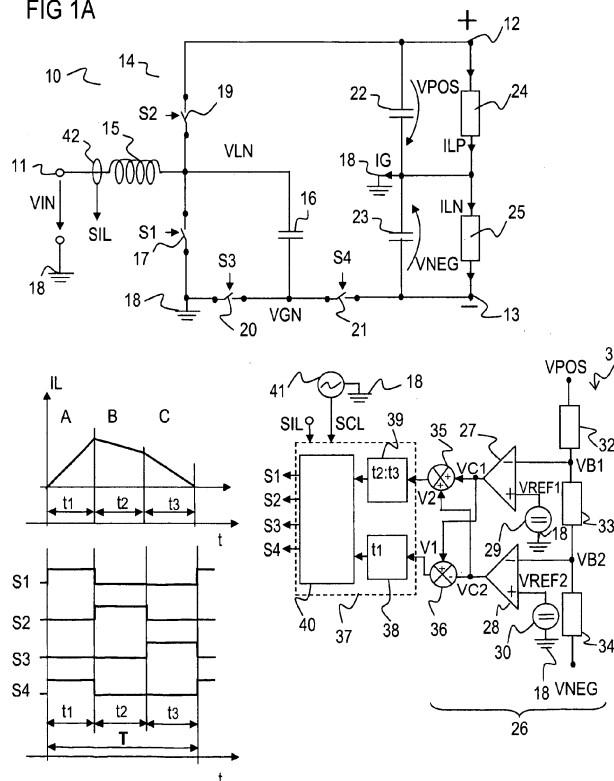 FIG 1A
+
12
10
14
19
22
VPOS
24
S2
42
15
VLN
18
IG
ILP
11
16
ILN
VIN
SIL
S1
23
25
17
S3
S4
VNEG
18
18
VGN
13
20
21
−
41
18
VPOS
3
IL
A
B
C
SIL
SCL
39
35
27
32
t2:t3
VC1
−
VB1
S1
V2
+
VREF1
t1
t2
t3
t
S2
29
18
33
S3
V1
VB2
S4
t1
−
S1
VC2
VREF2
+
S2
40
38
36
28
34
37
30
S3
18
VNEG
S4
t1
t2
t3
26
T
t